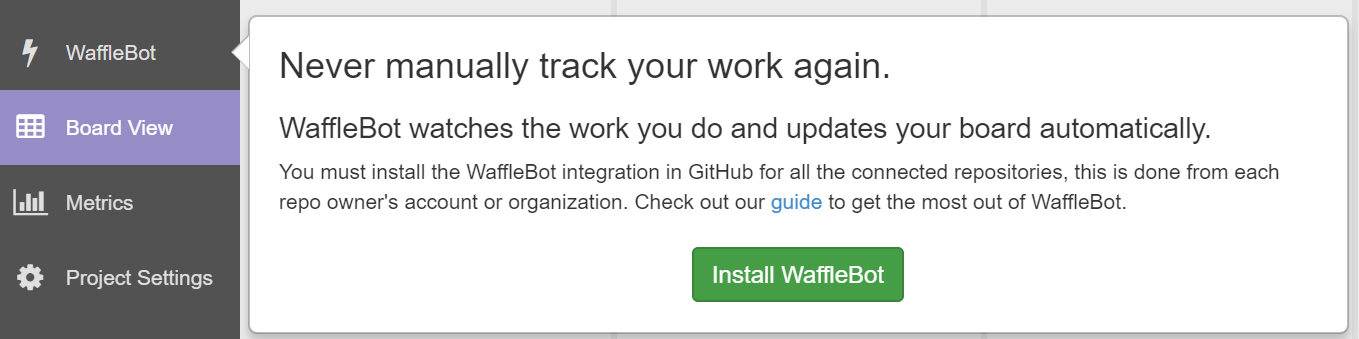 WaffleBot
Board View
Metrics
Project Settings
Never manually track your work again.
WaffleBot watches the work you do and updates your board automatically.
You must install the WaffleBot integration in GitHub for all the connected repositories, this is done from each
repo owner's account or organization. Check out our guide to get the most out of WaffleBot.
Install WaffleBot